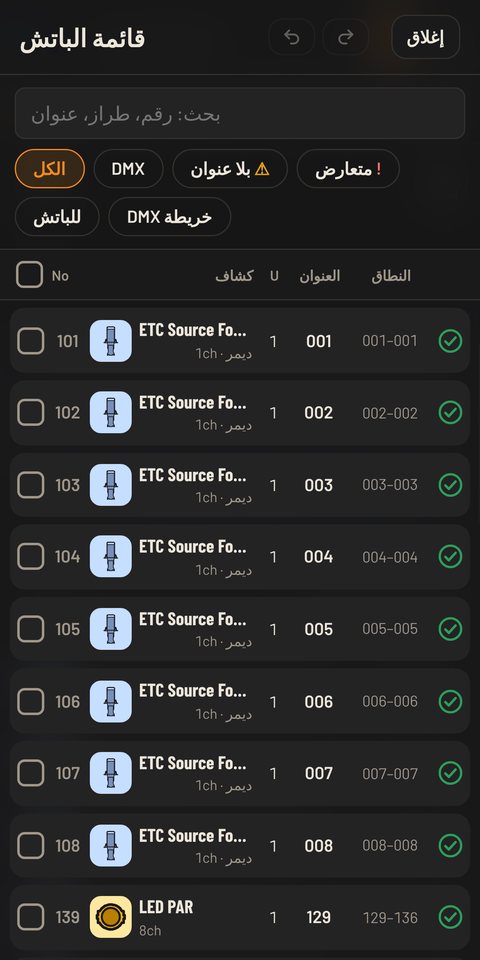 قائمة الباتش
إغلاق
بحث: رقم، طراز، عنوان
الكل
DMX
بلا عنوان ⚠
متعارض !
للباتش
خريطة DMX
No كشاف U العنوان النطاق
101 ETC Source Fo... 1 001 001–001
ديمر · 1ch
102 ETC Source Fo... 1 002 002–002
ديمر · 1ch
103 ETC Source Fo... 1 003 003–003
ديمر · 1ch
104 ETC Source Fo... 1 004 004–004
ديمر · 1ch
105 ETC Source Fo... 1 005 005–005
ديمر · 1ch
106 ETC Source Fo... 1 006 006–006
ديمر · 1ch
107 ETC Source Fo... 1 007 007–007
ديمر · 1ch
108 ETC Source Fo... 1 008 008–008
ديمر · 1ch
139 LED PAR 1 129 129–136
8ch